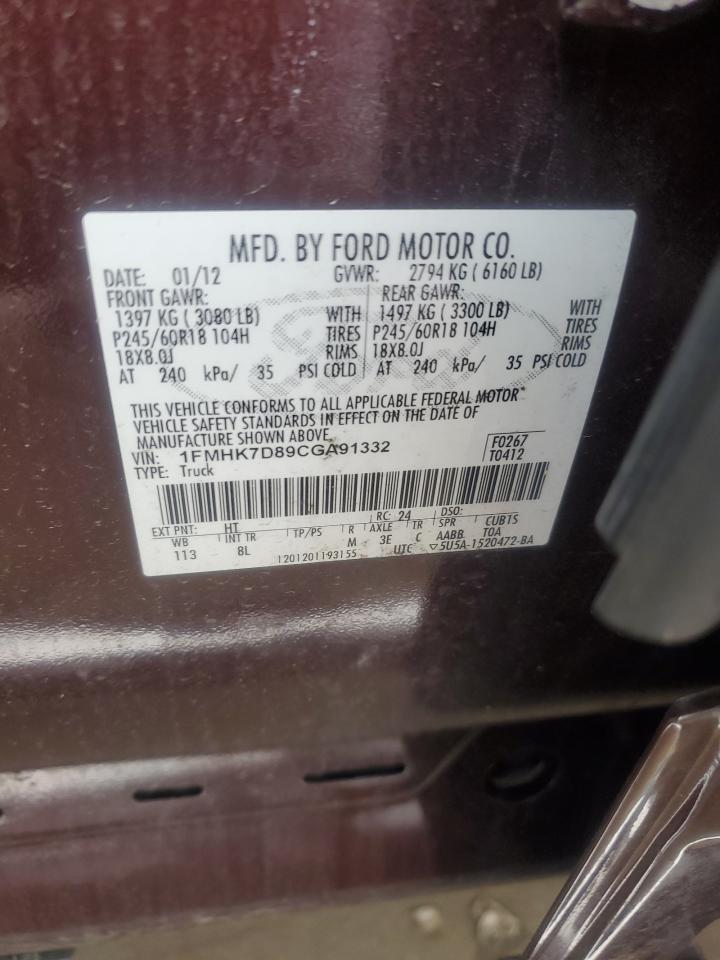 MFD. BY FORD MOTOR CO.
DATE: 01/12 GVWR: 2794 KG ( 6160 LB)
FRONT GAWR: REAR GAWR:
1397 KG ( 3080 LB) WITH 1497 KG ( 3300 LB) WITH
P245/60R18 104H TIRES P245/60R18 104H TIRES
18X8.0J RIMS 18X8.0J RIMS
AT 240 kPa/ 35 PSI COLD AT 240 kPa/ 35 PSI COLD
THIS VEHICLE CONFORMS TO ALL APPLICABLE FEDERAL MOTOR
VEHICLE SAFETY STANDARDS IN EFFECT ON THE DATE OF
MANUFACTURE SHOWN ABOVE.
VIN: 1FMHK7D89CGA91332 F0267
TYPE: Truck T0412
EXT PNT: HT RC: 24 DSO:
WB INT TR TP/PS R AXLE TR SPR CUB1S
113 8L M 3E C AABB T0A
1201201193155 UTC ▽5U5A-1520472-BA